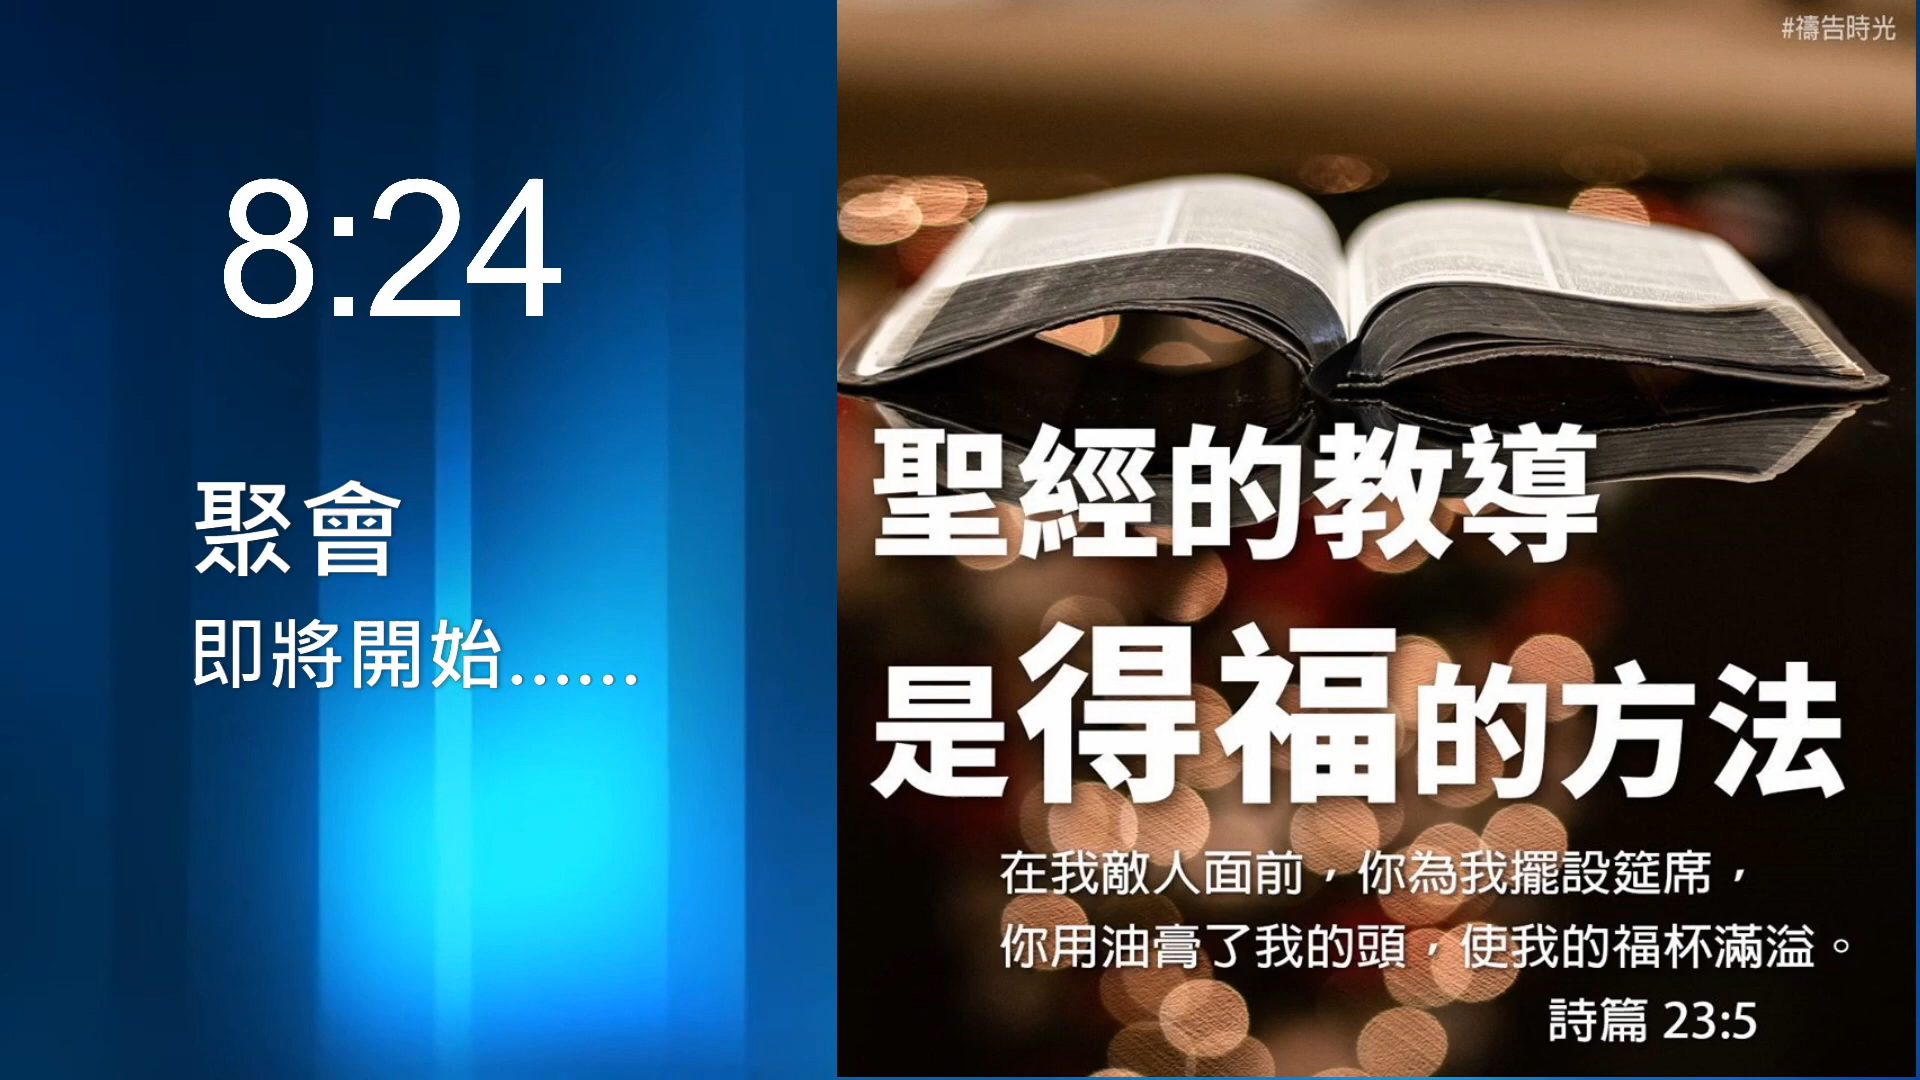 8:24
聚會
即將開始......
#禱告時光
聖經的教導
是得福的方法
在我敵人面前，你為我擺設筵席，
你用油膏了我的頭，使我的福杯滿溢。
詩篇 23:5